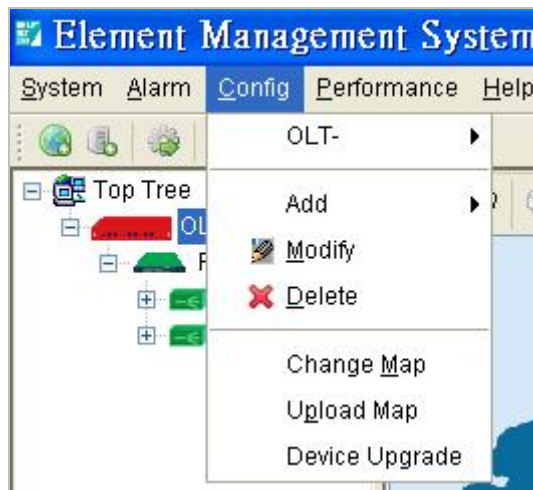 Element Management System
System Alarm Config Performance Help
OLT-
Top Tree
Add
OL
Modify
Delete
Change Map
Upload Map
Device Upgrade